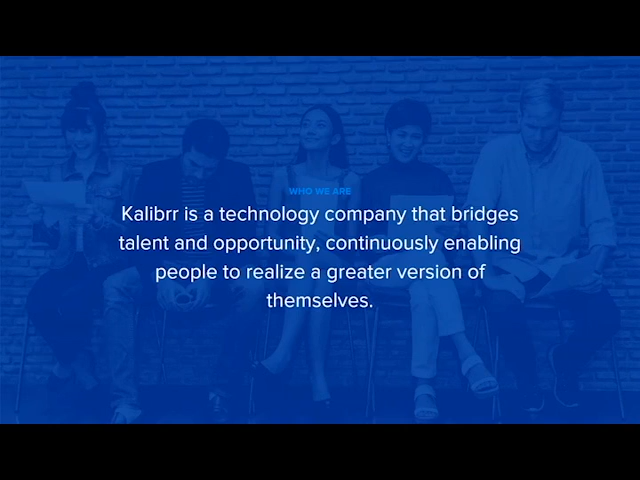 WHO WE ARE
Kalibrr is a technology company that bridges
talent and opportunity, continuously enabling
people to realize a greater version of
themselves.